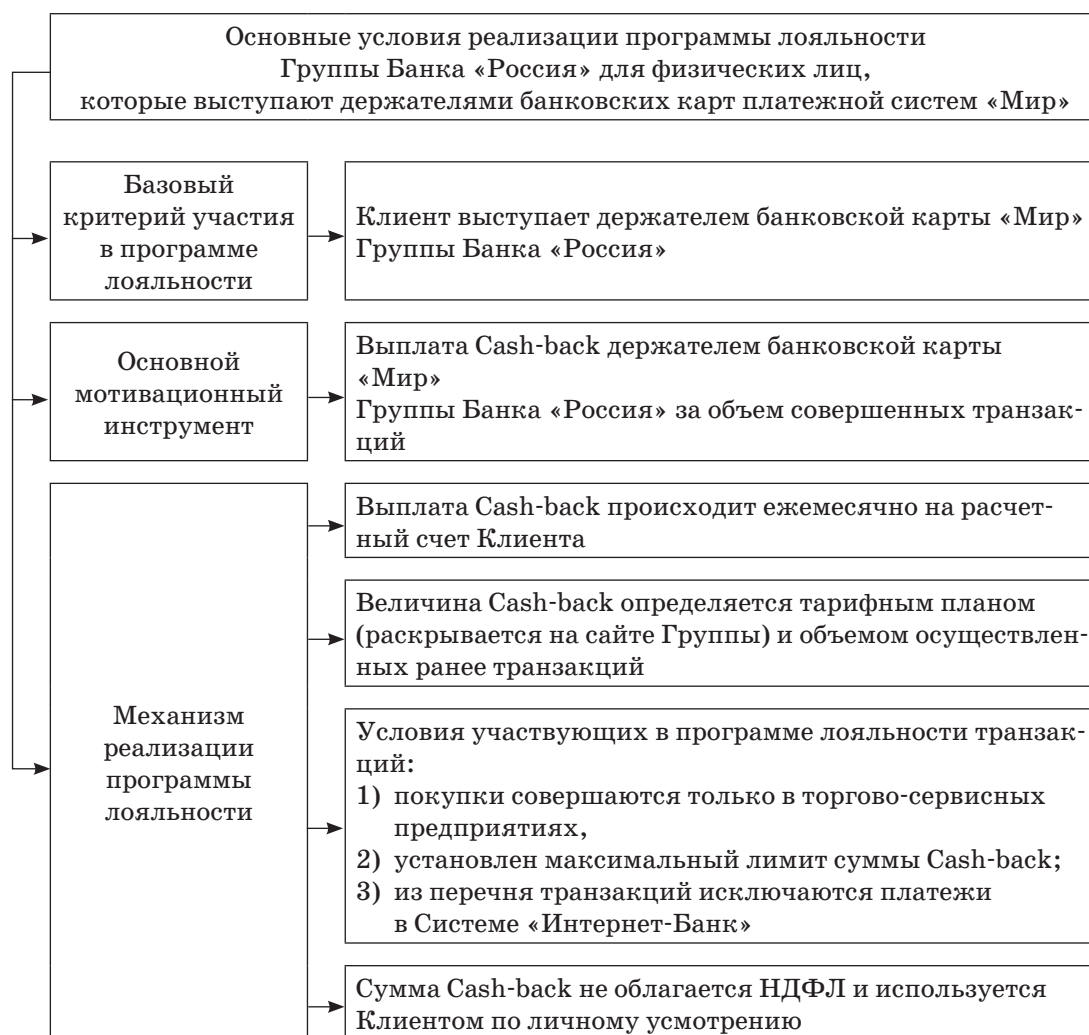 Основные условия реализации программы лояльности
Группы Банка «Россия» для физических лиц,
которые выступают держателями банковских карт платежной систем «Мир»
Базовый
критерий участия
в программе
лояльности
Клиент выступает держателем банковской карты «Мир»
Группы Банка «Россия»
Основной
мотивационный
инструмент
Выплата Cash-back держателем банковской карты
«Мир»
Группы Банка «Россия» за объем совершенных транзак-
ций
Механизм
реализации
программы
лояльности
Выплата Cash-back происходит ежемесячно на расчет-
ный счет Клиента
Величина Cash-back определяется тарифным планом
(раскрывается на сайте Группы) и объемом осуществлен-
ных ранее транзакций
Условия участвующих в программе лояльности транзак-
ций:
1) покупки совершаются только в торгово-сервисных
предприятиях,
2) установлен максимальный лимит суммы Cash-back;
3) из перечня транзакций исключаются платежи
в Системе «Интернет-Банк»
Сумма Cash-back не облагается НДФЛ и используется
Клиентом по личному усмотрению